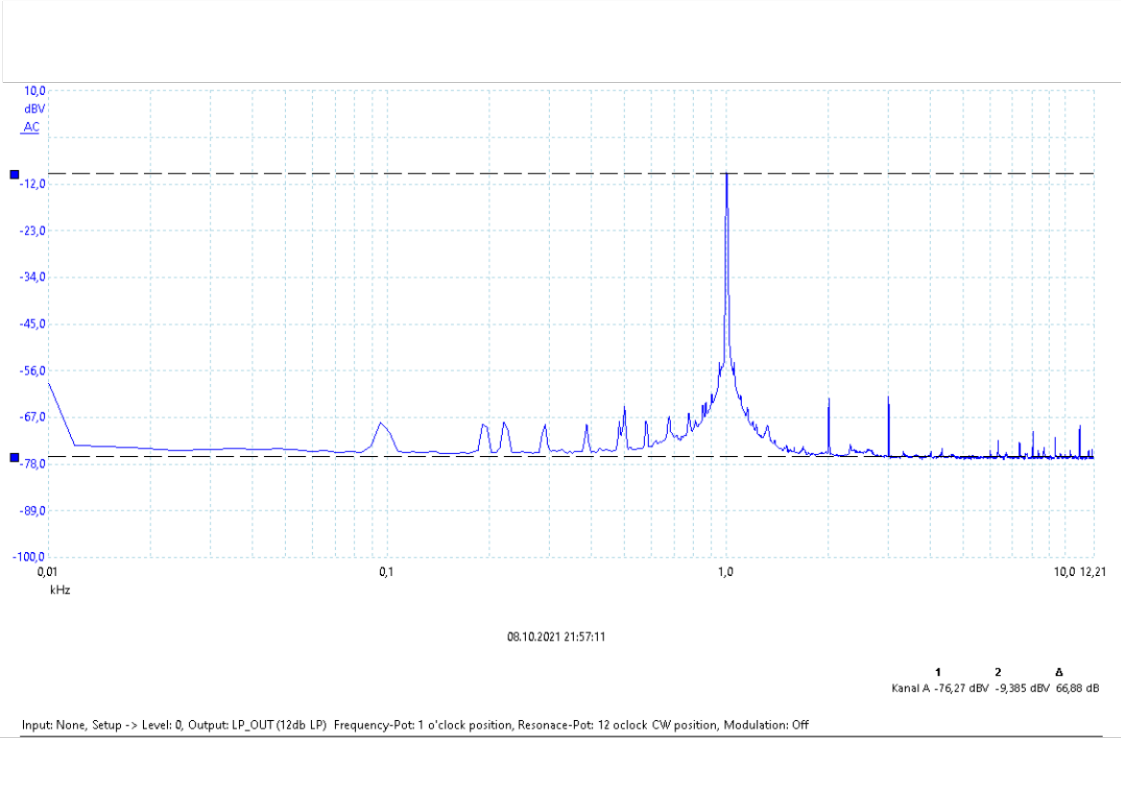 10,0
dBV
AC
-12,0
-23,0
-34,0
-45,0
-56,0
-67,0
-78,0
-89,0
-100,0
0,01 0,1 1,0 10,0 12,21
kHz
08.10.2021 21:57:11
1 2 Δ
Kanal A -76,27 dBV -9,385 dBV 66,88 dB
Input: None, Setup -> Level: 0, Output: LP_OUT (12db LP) Frequency-Pot: 1 o'clock position, Resonace-Pot: 12 oclock CW position, Modulation: Off